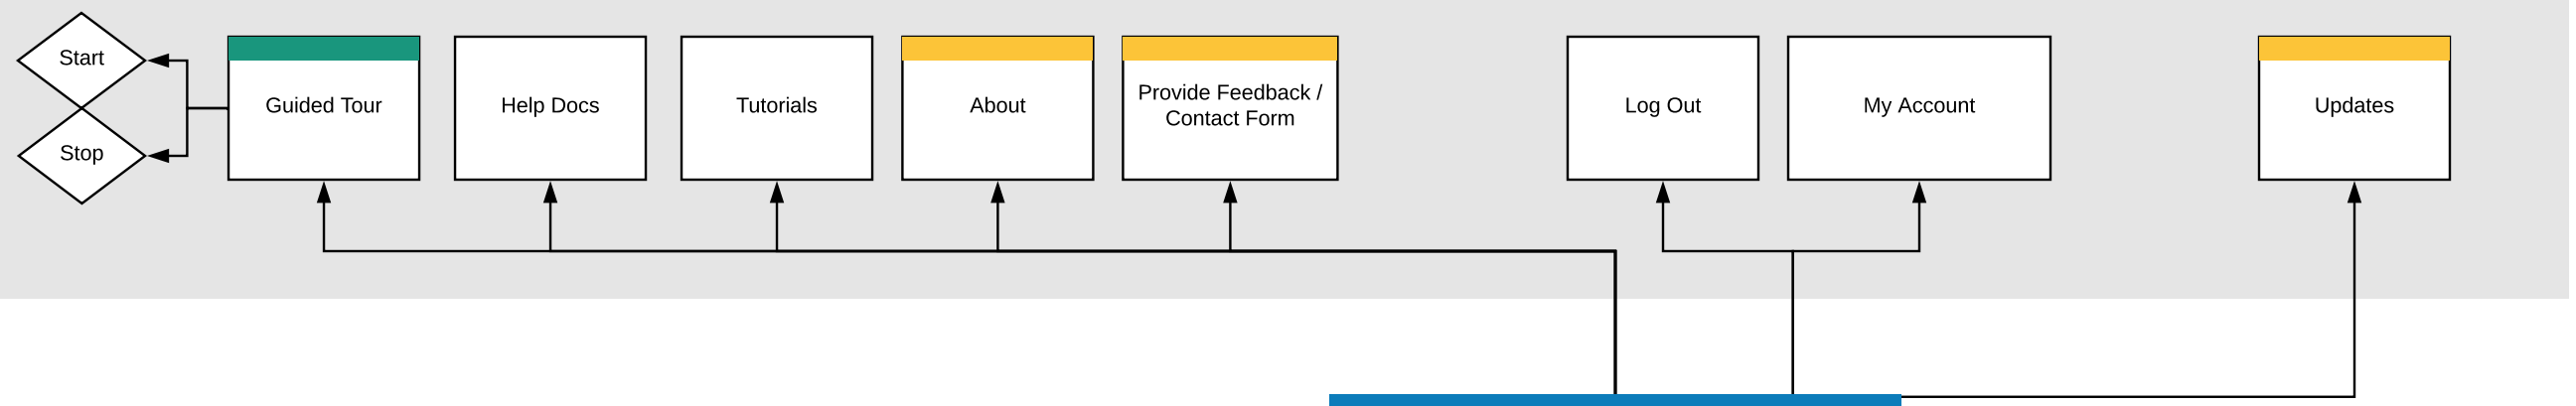 Start
Stop
Guided Tour
Help Docs
Tutorials
About
Provide Feedback /
Contact Form
Log Out
My Account
Updates